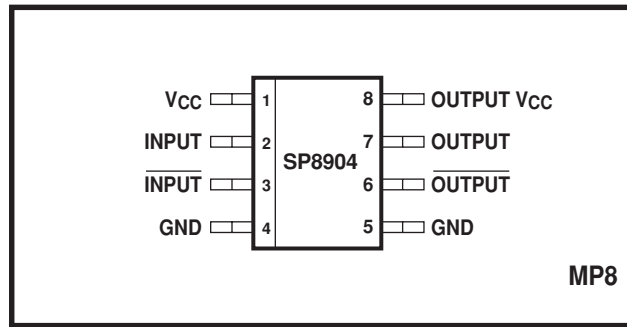 VCC 1 8 OUTPUT VCC
INPUT 2 7 OUTPUT
SP8904
INPUT 3 6 OUTPUT
GND 4 5 GND
MP8